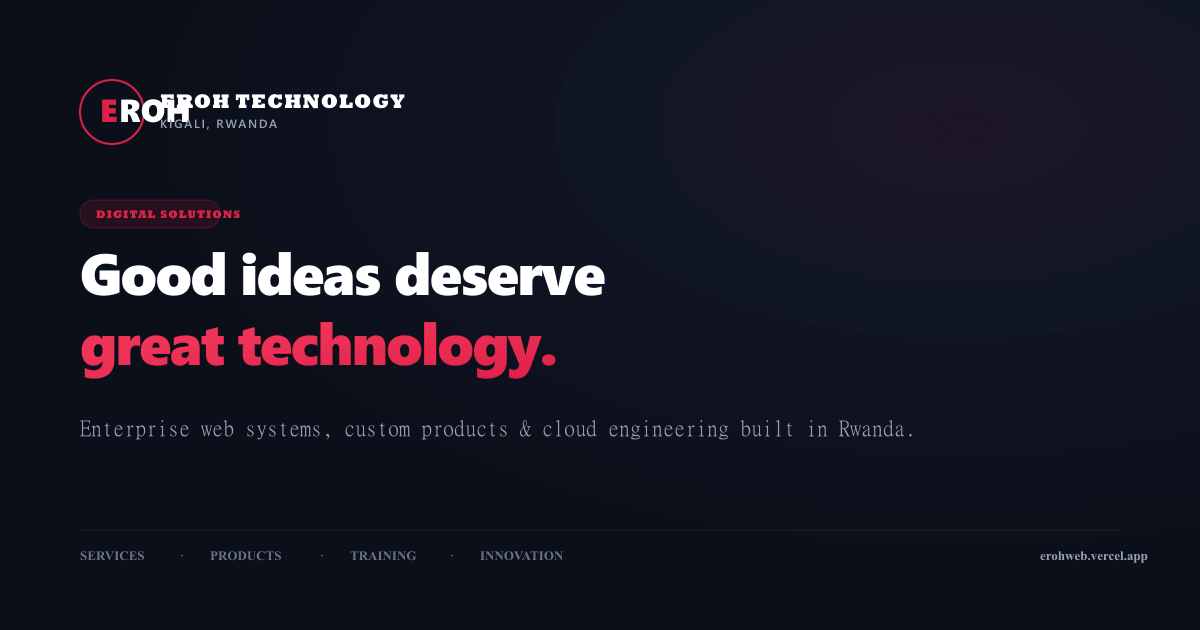 EROH
EROH TECHNOLOGY
KIGALI, RWANDA
DIGITAL SOLUTIONS
Good ideas deserve
great technology.
Enterprise web systems, custom products & cloud engineering built in Rwanda.
SERVICES · PRODUCTS · TRAINING · INNOVATION erohweb.vercel.app